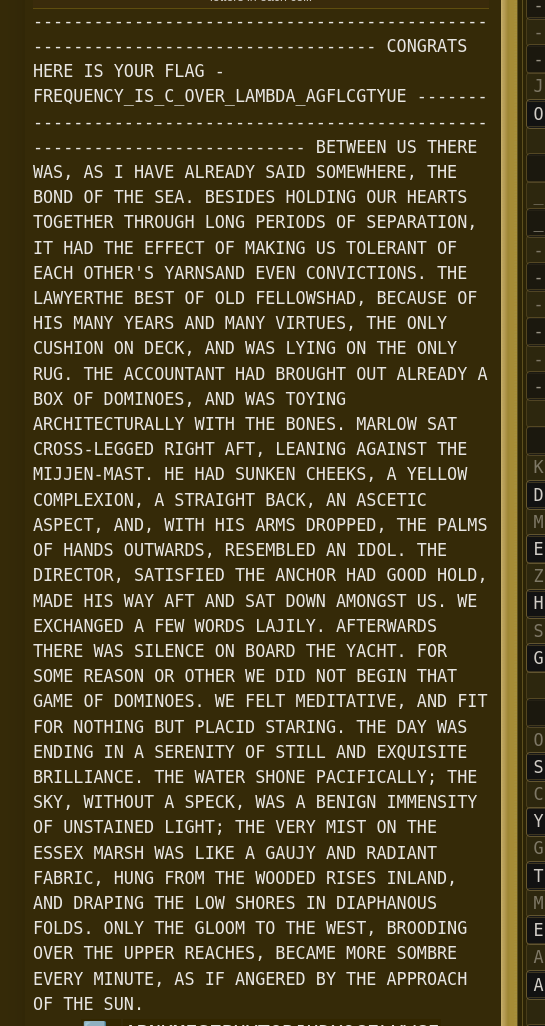 ----------------------------------------------
---------------------------------- CONGRATS
HERE IS YOUR FLAG -
FREQUENCY_IS_C_OVER_LAMBDA_AGFLCGTYUE -------
----------------------------------------------
--------------------------- BETWEEN US THERE
WAS, AS I HAVE ALREADY SAID SOMEWHERE, THE
BOND OF THE SEA. BESIDES HOLDING OUR HEARTS
TOGETHER THROUGH LONG PERIODS OF SEPARATION,
IT HAD THE EFFECT OF MAKING US TOLERANT OF
EACH OTHER'S YARNSAND EVEN CONVICTIONS. THE
LAWYERTHE BEST OF OLD FELLOWSHAD, BECAUSE OF
HIS MANY YEARS AND MANY VIRTUES, THE ONLY
CUSHION ON DECK, AND WAS LYING ON THE ONLY
RUG. THE ACCOUNTANT HAD BROUGHT OUT ALREADY A
BOX OF DOMINOES, AND WAS TOYING
ARCHITECTURALLY WITH THE BONES. MARLOW SAT
CROSS-LEGGED RIGHT AFT, LEANING AGAINST THE
MIJJEN-MAST. HE HAD SUNKEN CHEEKS, A YELLOW
COMPLEXION, A STRAIGHT BACK, AN ASCETIC
ASPECT, AND, WITH HIS ARMS DROPPED, THE PALMS
OF HANDS OUTWARDS, RESEMBLED AN IDOL. THE
DIRECTOR, SATISFIED THE ANCHOR HAD GOOD HOLD,
MADE HIS WAY AFT AND SAT DOWN AMONGST US. WE
EXCHANGED A FEW WORDS LAJILY. AFTERWARDS
THERE WAS SILENCE ON BOARD THE YACHT. FOR
SOME REASON OR OTHER WE DID NOT BEGIN THAT
GAME OF DOMINOES. WE FELT MEDITATIVE, AND FIT
FOR NOTHING BUT PLACID STARING. THE DAY WAS
ENDING IN A SERENITY OF STILL AND EXQUISITE
BRILLIANCE. THE WATER SHONE PACIFICALLY; THE
SKY, WITHOUT A SPECK, WAS A BENIGN IMMENSITY
OF UNSTAINED LIGHT; THE VERY MIST ON THE
ESSEX MARSH WAS LIKE A GAUJY AND RADIANT
FABRIC, HUNG FROM THE WOODED RISES INLAND,
AND DRAPING THE LOW SHORES IN DIAPHANOUS
FOLDS. ONLY THE GLOOM TO THE WEST, BROODING
OVER THE UPPER REACHES, BECAME MORE SOMBRE
EVERY MINUTE, AS IF ANGERED BY THE APPROACH
OF THE SUN.
-
-
-
J
O
_
_
-
-
-
-
-
-
K
D
M
E
Z
H
S
G
O
S
C
Y
G
T
M
E
A
A